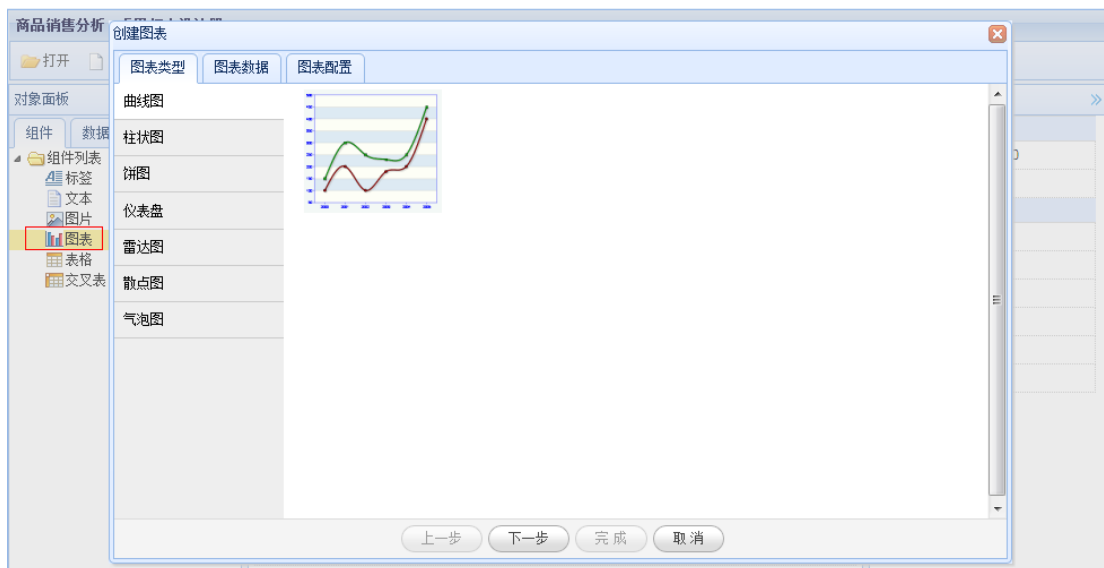 商品销售分析
创建图表
打开
图表类型 图表数据 图表配置
对象面板
组件 数据
组件列表
标签
文本
图片
图表
表格
交叉表
曲线图
柱状图
饼图
仪表盘
雷达图
散点图
气泡图
上一步 下一步 完成 取消